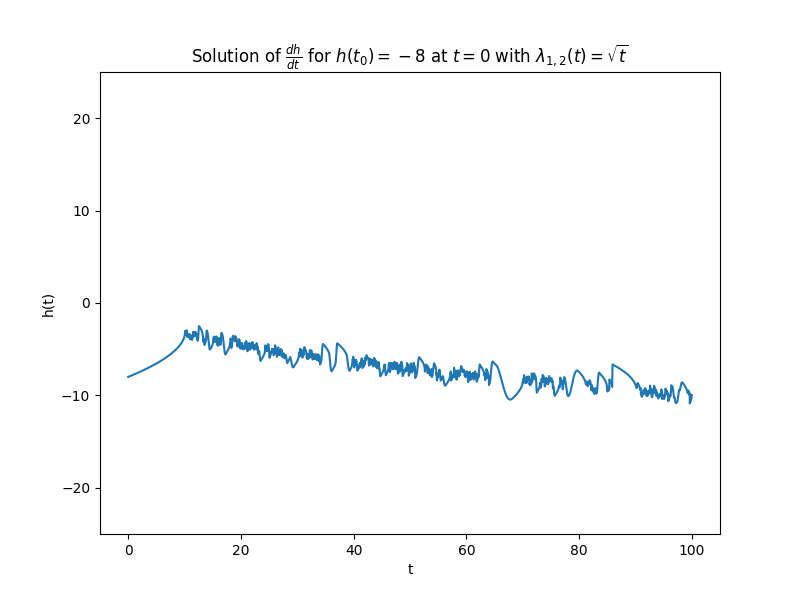 Solution of $\frac{dh}{dt}$ for $h(t_0) = -8$ at $t = 0$ with $\lambda_{1,2}(t) = \sqrt{t}$
20
10
0
−10
−20
h(t)
0 20 40 60 80 100
t